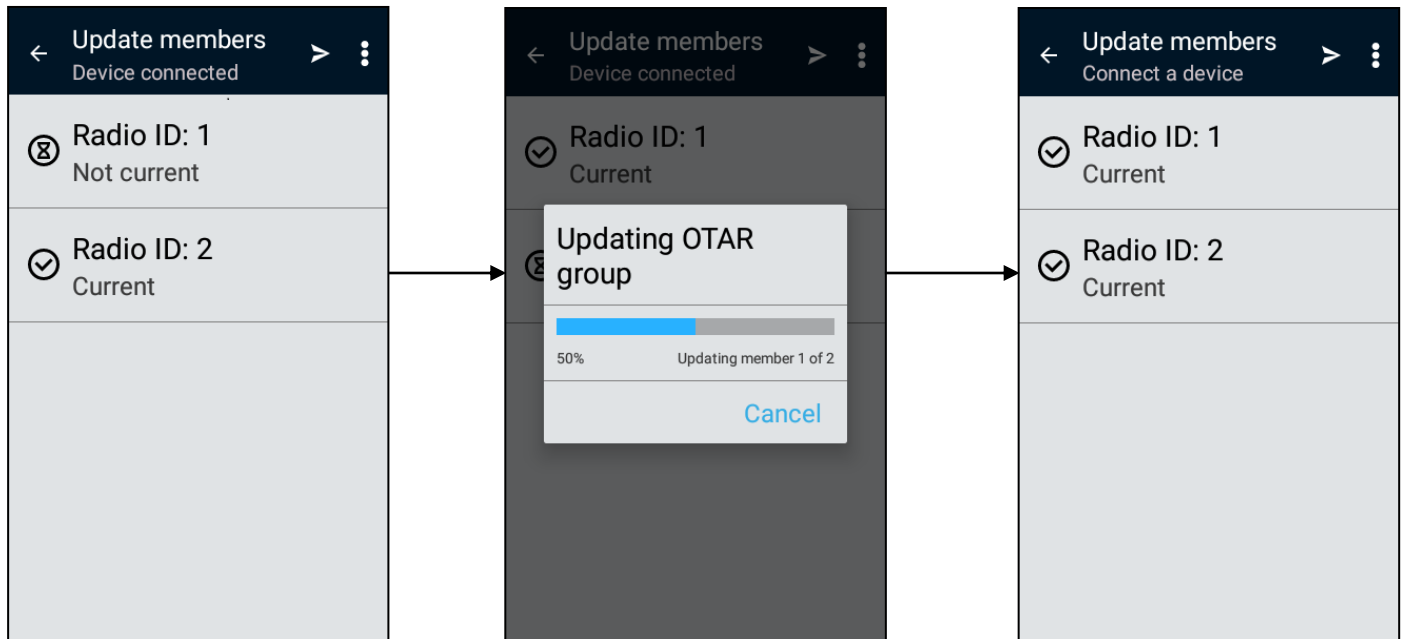 Update members
Device connected
Radio ID: 1
Not current
Radio ID: 2
Current
Update members
Device connected
Radio ID: 1
Current
Updating OTAR
group
50% Updating member 1 of 2
Cancel
Update members
Connect a device
Radio ID: 1
Current
Radio ID: 2
Current